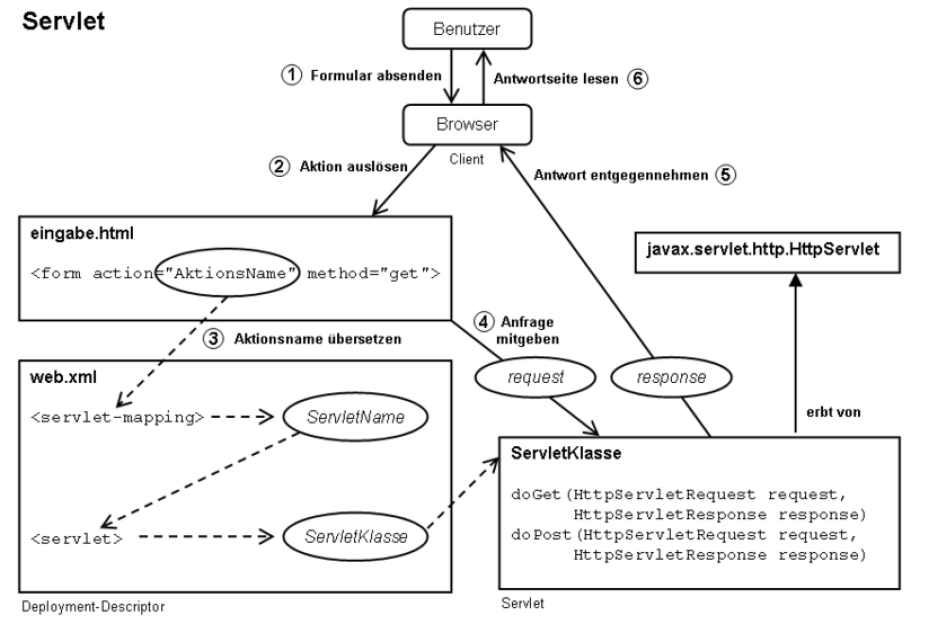 Servlet
Benutzer
1 Formular absenden
Antwortseite lesen 6
Browser
Client
2 Aktion auslösen
Antwort entgegennehmen 5
eingabe.html
<form action="AktionsName" method="get">
javax.servlet.http.HttpServlet
3 Aktionsname übersetzen
4 Anfrage
mitgeben
request
response
erbt von
web.xml
<servlet-mapping>
ServletName
<servlet>
ServletKlasse
Deployment-Descriptor
ServletKlasse
doGet(HttpServletRequest request,
HttpServletResponse response)
doPost(HttpServletRequest request,
HttpServletResponse response)
Servlet